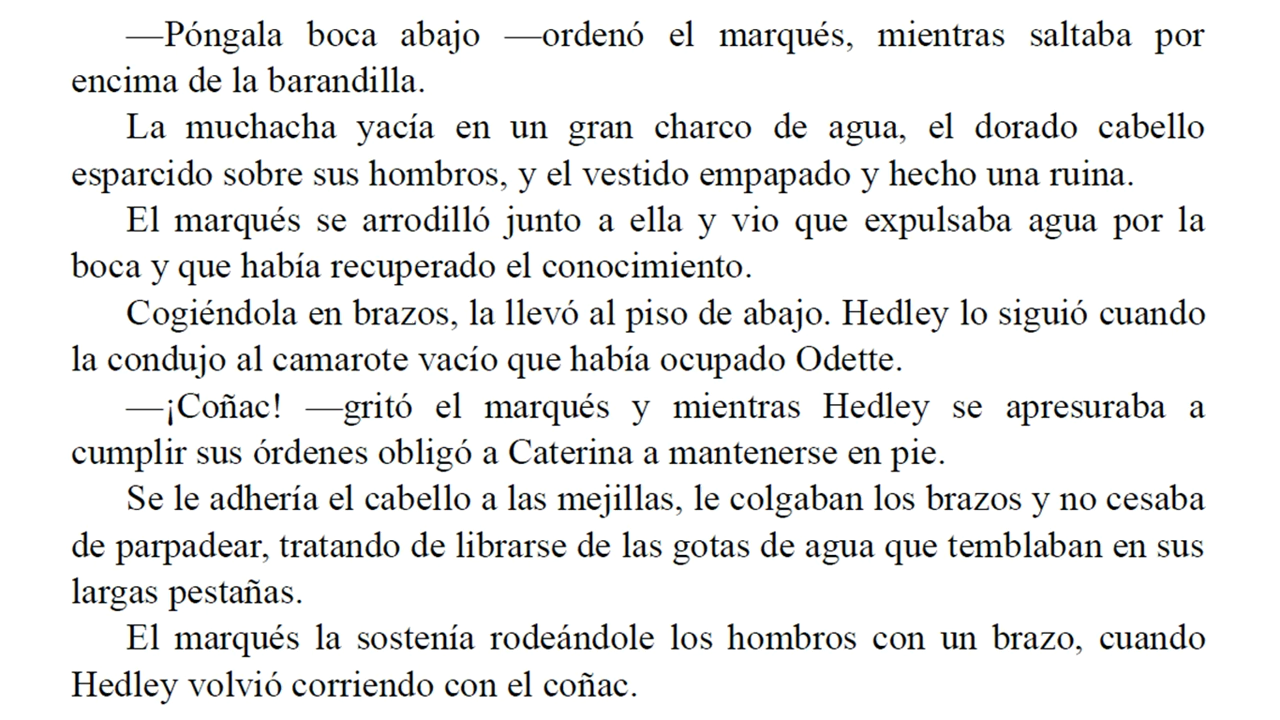 —Póngala boca abajo —ordenó el marqués, mientras saltaba por
encima de la barandilla.
La muchacha yacía en un gran charco de agua, el dorado cabello
esparcido sobre sus hombros, y el vestido empapado y hecho una ruina.
El marqués se arrodilló junto a ella y vio que expulsaba agua por la
boca y que había recuperado el conocimiento.
Cogiéndola en brazos, la llevó al piso de abajo. Hedley lo siguió cuando
la condujo al camarote vacío que había ocupado Odette.
—¡Coñac! —gritó el marqués y mientras Hedley se apresuraba a
cumplir sus órdenes obligó a Caterina a mantenerse en pie.
Se le adhería el cabello a las mejillas, le colgaban los brazos y no cesaba
de parpadear, tratando de librarse de las gotas de agua que temblaban en sus
largas pestañas.
El marqués la sostenía rodeándole los hombros con un brazo, cuando
Hedley volvió corriendo con el coñac.